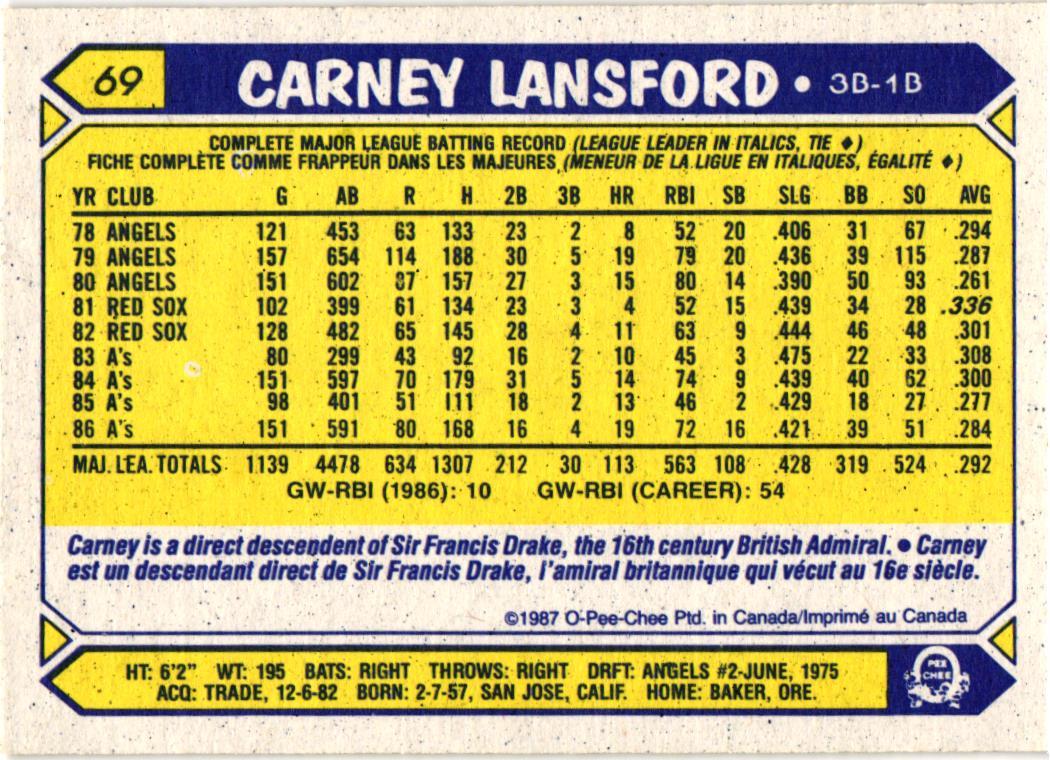 69 CARNEY LANSFORD • 3B-1B
COMPLETE MAJOR LEAGUE BATTING RECORD (LEAGUE LEADER IN ITALICS, TIE ♦)
FICHE COMPLÈTE COMME FRAPPEUR DANS LES MAJEURES (MENEUR DE LA LIGUE EN ITALIQUES, ÉGALITÉ ♦)
YR CLUB G AB R H 2B 3B HR RBI SB SLG BB SO AVG
78 ANGELS 121 453 63 133 23 2 8 52 20 .406 31 67 .294
79 ANGELS 157 654 114 188 30 5 19 79 20 .436 39 115 .287
80 ANGELS 151 602 87 157 27 3 15 80 14 .390 50 93 .261
81 RED SOX 102 399 61 134 23 3 4 52 15 .439 34 28 .336
82 RED SOX 128 482 65 145 28 4 11 63 9 .444 46 48 .301
83 A's 80 299 43 92 16 2 10 45 3 .475 22 33 .308
84 A's 151 597 70 179 31 5 14 74 9 .439 40 62 .300
85 A's 98 401 51 111 18 2 13 46 2 .429 18 27 .277
86 A's 151 591 80 168 16 4 19 72 16 .421 39 51 .284
MAJ. LEA. TOTALS 1139 4478 634 1307 212 30 113 563 108 .428 319 524 .292
GW-RBI (1986): 10 GW-RBI (CAREER): 54
Carney is a direct descendent of Sir Francis Drake, the 16th century British Admiral. • Carney
est un descendant direct de Sir Francis Drake, l'amiral britannique qui vécut au 16e siècle.
©1987 O-Pee-Chee Ptd. in Canada/Imprimé au Canada
HT: 6'2" WT: 195 BATS: RIGHT THROWS: RIGHT DRFT: ANGELS #2-JUNE, 1975
ACQ: TRADE, 12-6-82 BORN: 2-7-57, SAN JOSE, CALIF. HOME: BAKER, ORE.
PEE
CHEE